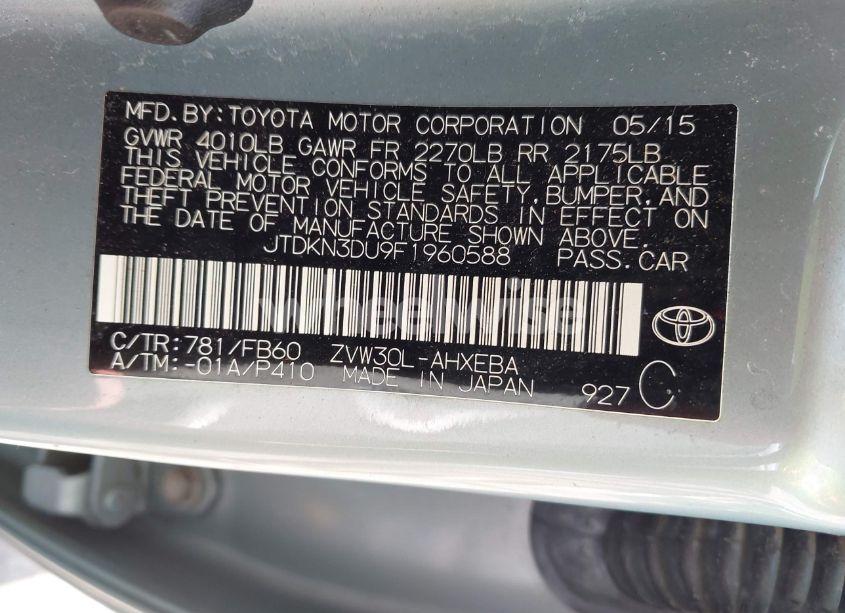 MFD.BY:TOYOTA MOTOR CORPORATION 05/15
GVWR 4010LB GAWR FR 2270LB RR 2175LB
THIS VEHICLE CONFORMS TO ALL APPLICABLE
FEDERAL MOTOR VEHICLE SAFETY,BUMPER,AND
THEFT PREVENTION STANDARDS IN EFFECT ON
THE DATE OF MANUFACTURE SHOWN ABOVE.
JTDKN3DU9F1960588 PASS.CAR
wheelwise
C/TR:781/FB60 ZVW30L-AHXEBA
A/TM:-01A/P410 MADE IN JAPAN 927 C